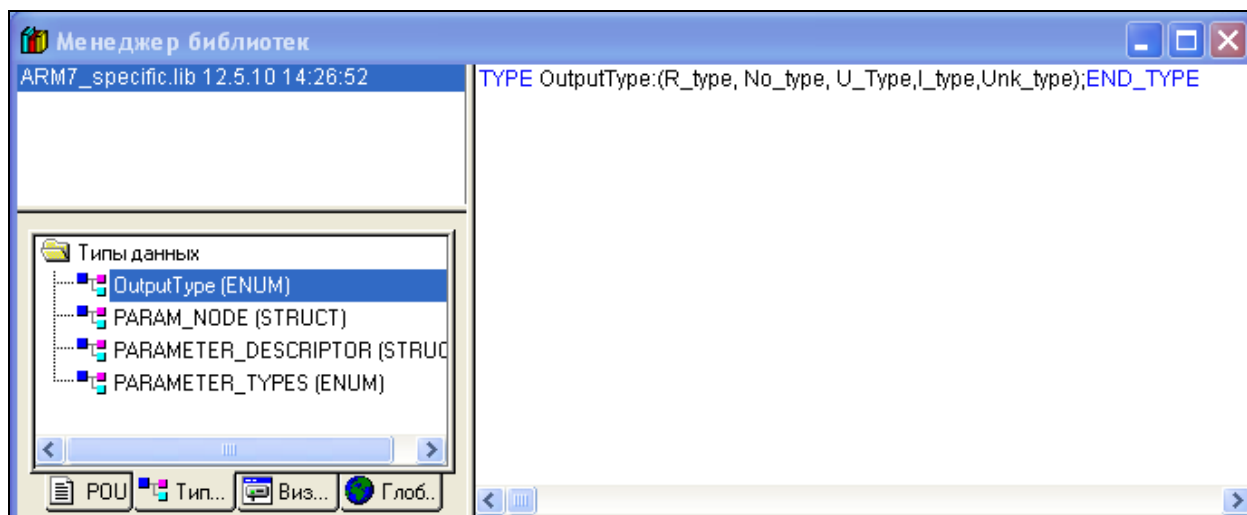 Менеджер библиотек
ARM7_specific.lib 12.5.10 14:26:52
TYPE OutputType:(R_type, No_type, U_Type,I_type,Unk_type);END_TYPE
Типы данных
OutputType (ENUM)
PARAM_NODE (STRUCT)
PARAMETER_DESCRIPTOR (STRUC
PARAMETER_TYPES (ENUM)
POU Тип... Виз... Глоб..